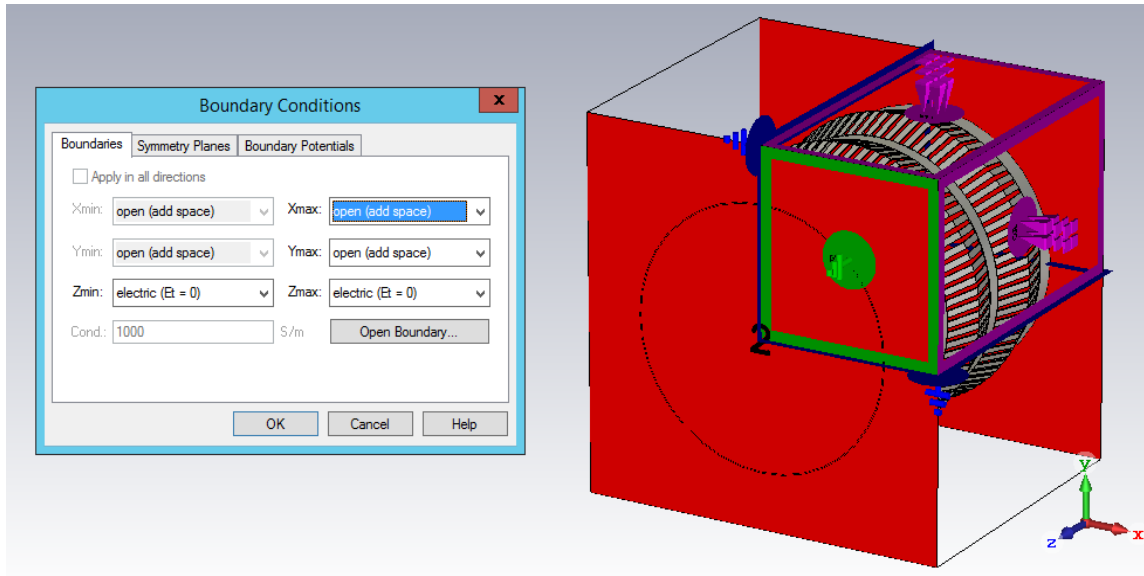 Boundary Conditions
x
Boundaries Symmetry Planes Boundary Potentials
Apply in all directions
Xmin: open (add space) Xmax: open (add space)
Ymin: open (add space) Ymax: open (add space)
Zmin: electric (Et = 0) Zmax: electric (Et = 0)
Cond.: 1000 S/m Open Boundary...
OK Cancel Help
2
y
x
z